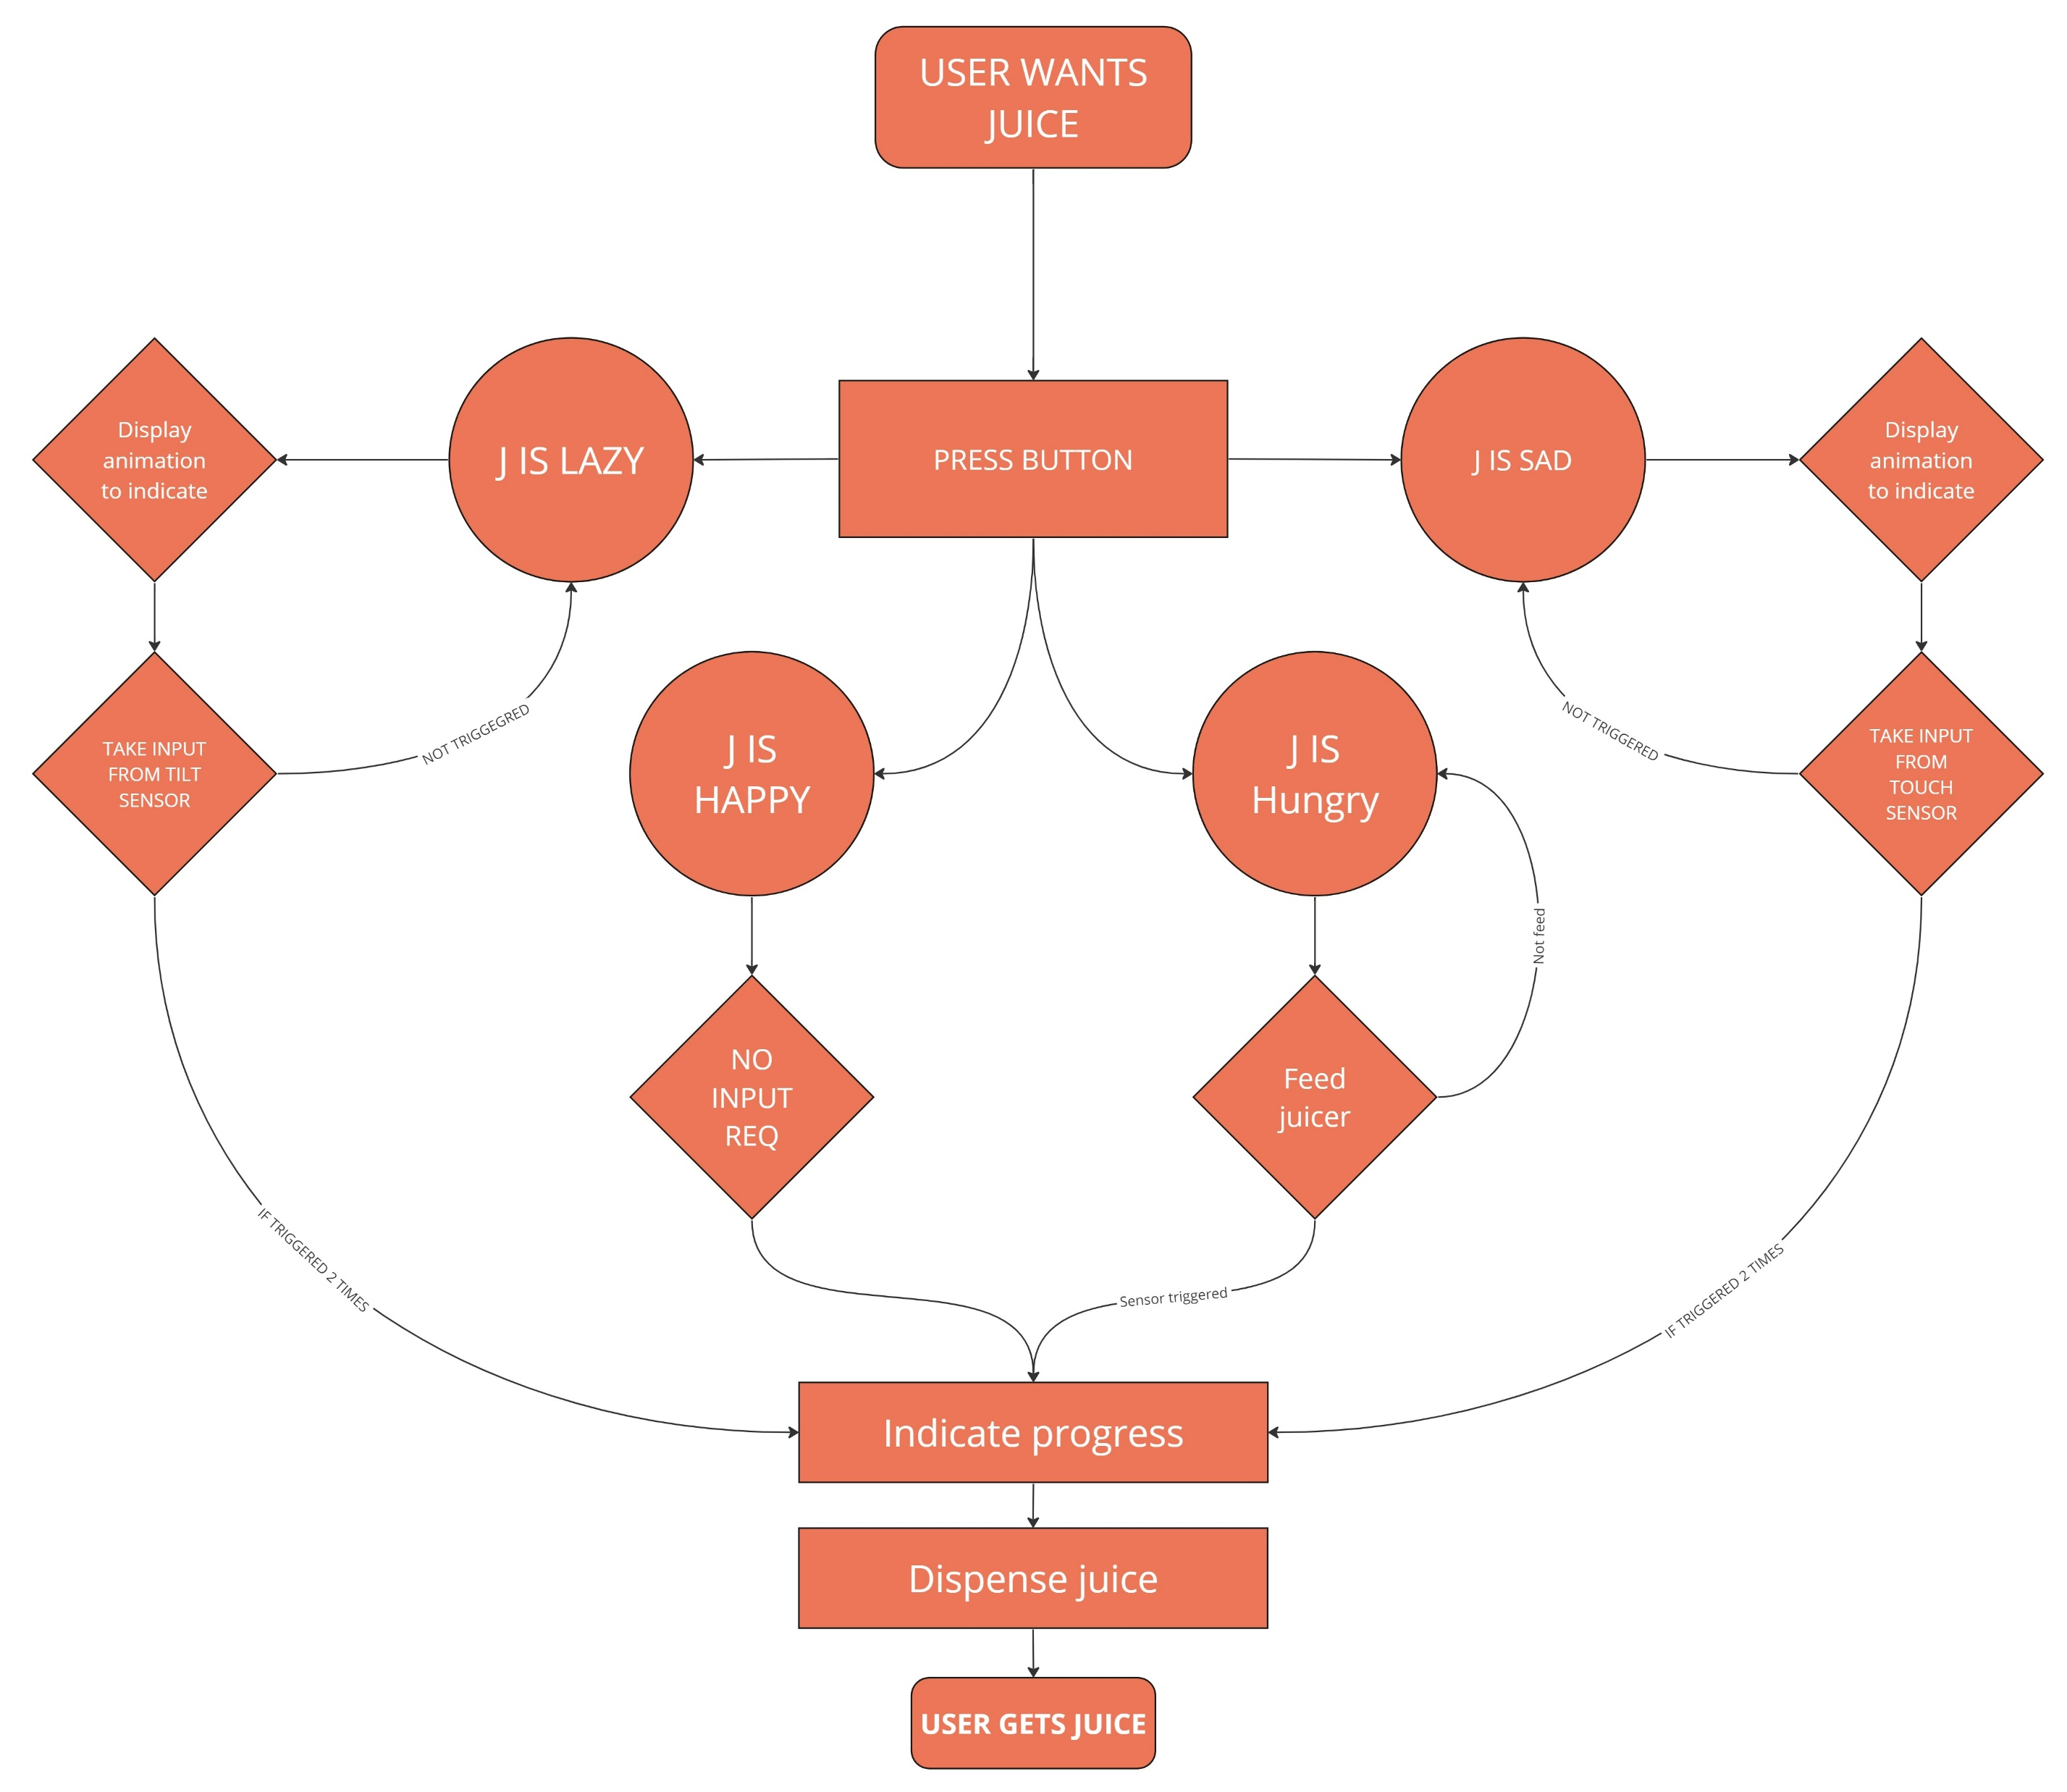 USER WANTS
JUICE
Display
animation
to indicate
J IS LAZY
PRESS BUTTON
J IS SAD
Display
animation
to indicate
TAKE INPUT
FROM TILT
SENSOR
NOT TRIGGEGRED
J IS
HAPPY
J IS
Hungry
NOT TRIGGERED
TAKE INPUT
FROM
TOUCH
SENSOR
Not feed
NO
INPUT
REQ
Feed
juicer
IF TRIGGERED 2 TIMES
Sensor triggered
IF TRIGGERED 2 TIMES
Indicate progress
Dispense juice
USER GETS JUICE